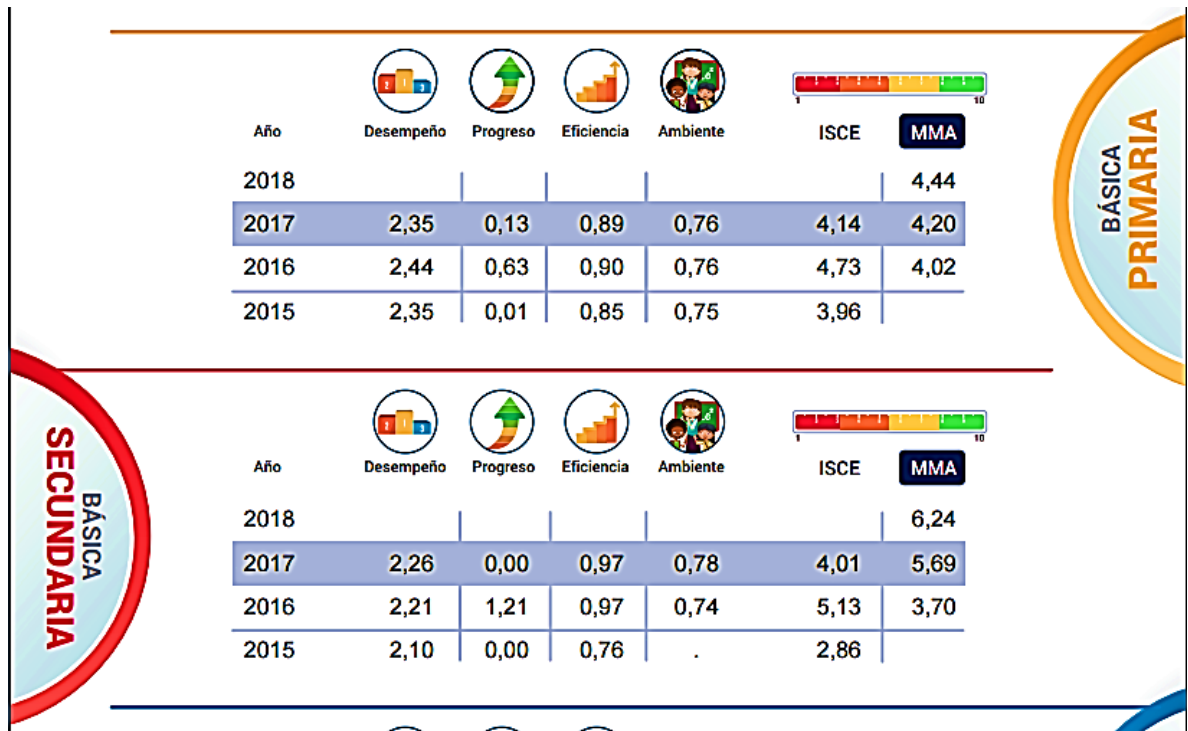 1 10
Año Desempeño Progreso Eficiencia Ambiente ISCE MMA
2018 4,44
2017 2,35 0,13 0,89 0,76 4,14 4,20
2016 2,44 0,63 0,90 0,76 4,73 4,02
2015 2,35 0,01 0,85 0,75 3,96
BÁSICA
PRIMARIA
1 10
Año Desempeño Progreso Eficiencia Ambiente ISCE MMA
2018 6,24
2017 2,26 0,00 0,97 0,78 4,01 5,69
2016 2,21 1,21 0,97 0,74 5,13 3,70
2015 2,10 0,00 0,76 . 2,86
BÁSICA
SECUNDARIA